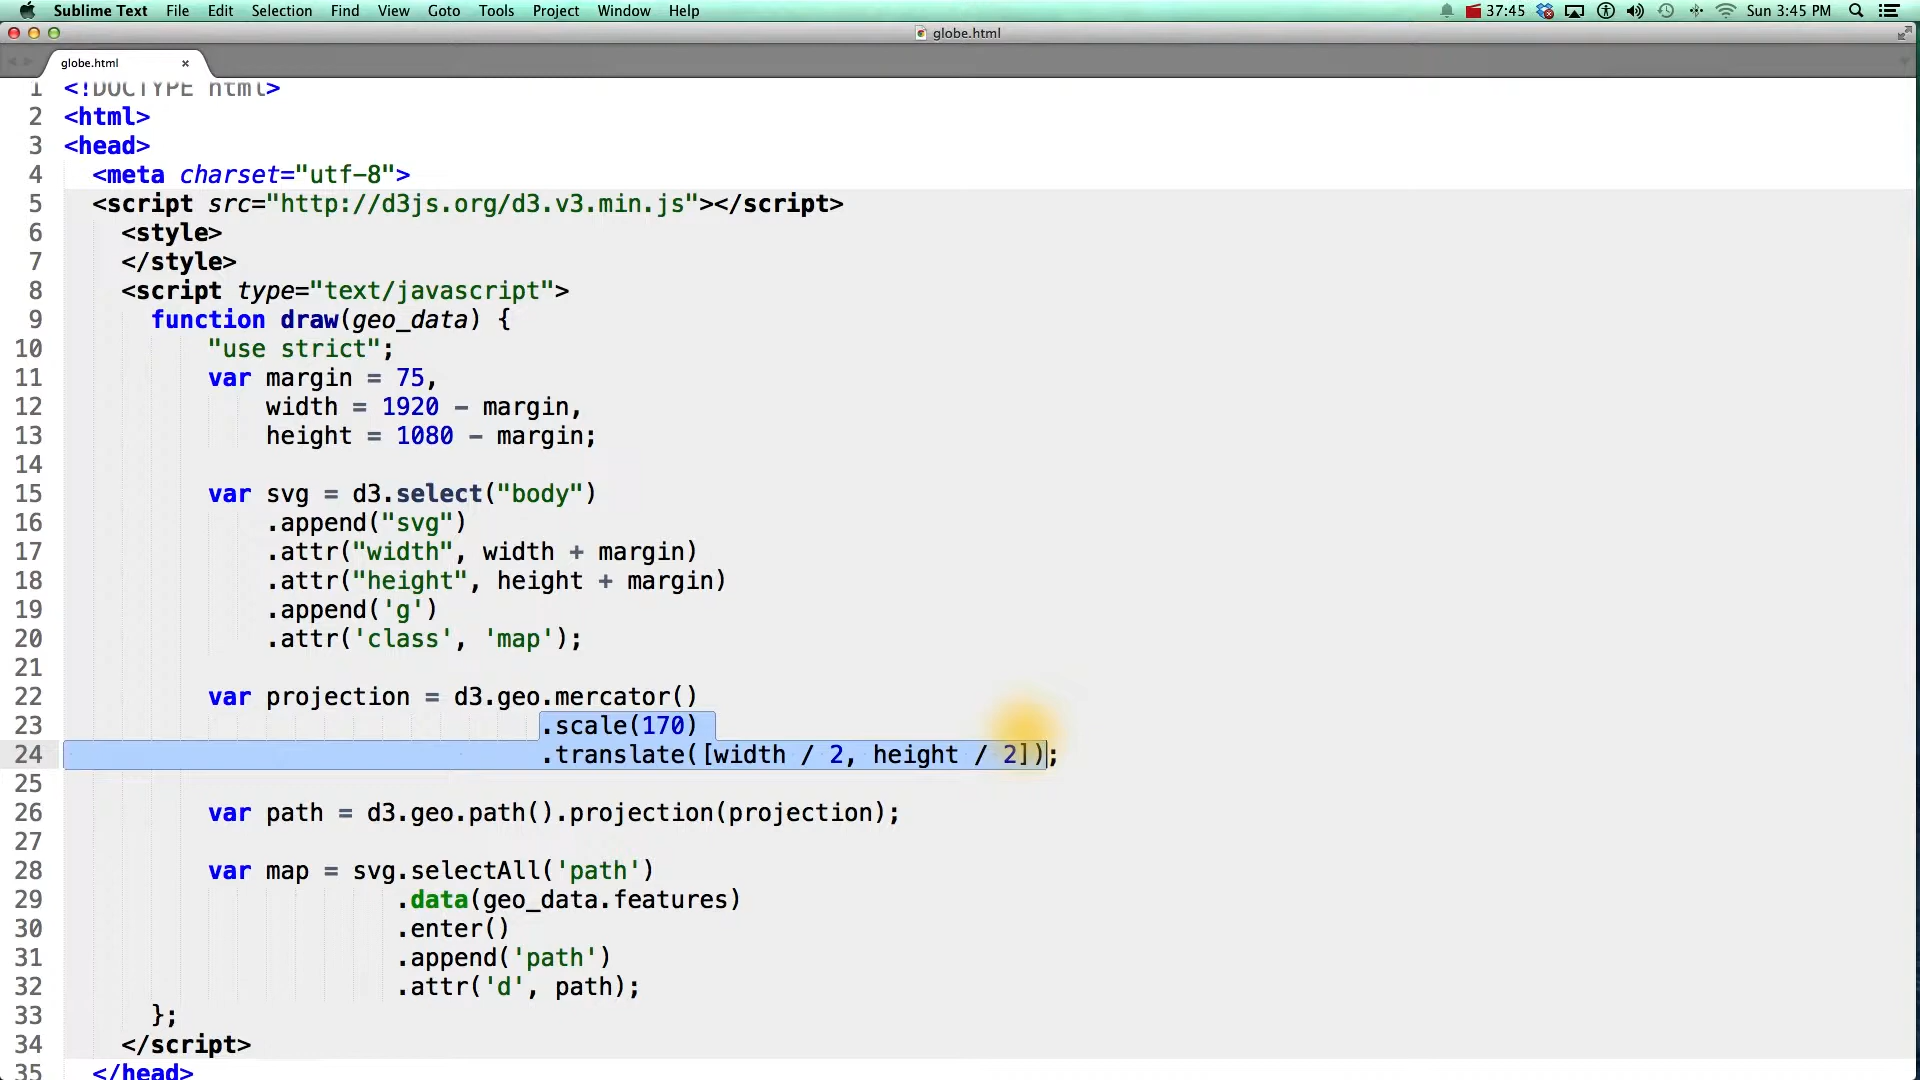 Sublime Text File Edit Selection Find View Goto Tools Project Window Help 37:45 Sun 3:45 PM
globe.html
globe.html ×
1 <!DOCTYPE html>
2 <html>
3 <head>
4 <meta charset="utf-8">
5 <script src="http://d3js.org/d3.v3.min.js"></script>
6 <style>
7 </style>
8 <script type="text/javascript">
9 function draw(geo_data) {
10 "use strict";
11 var margin = 75,
12 width = 1920 - margin,
13 height = 1080 - margin;
14
15 var svg = d3.select("body")
16 .append("svg")
17 .attr("width", width + margin)
18 .attr("height", height + margin)
19 .append('g')
20 .attr('class', 'map');
21
22 var projection = d3.geo.mercator()
23 .scale(170)
24 .translate([width / 2, height / 2]);
25
26 var path = d3.geo.path().projection(projection);
27
28 var map = svg.selectAll('path')
29 .data(geo_data.features)
30 .enter()
31 .append('path')
32 .attr('d', path);
33 };
34 </script>
35 </head>